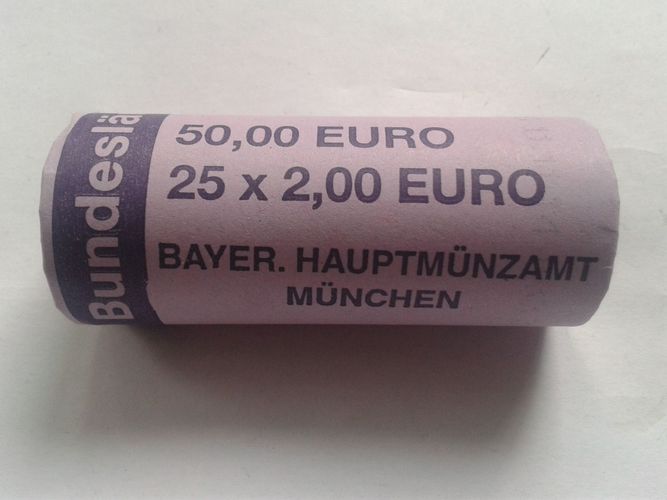 Bundeslä
50,00 EURO
25 x 2,00 EURO
BAYER. HAUPTMÜNZAMT
MÜNCHEN